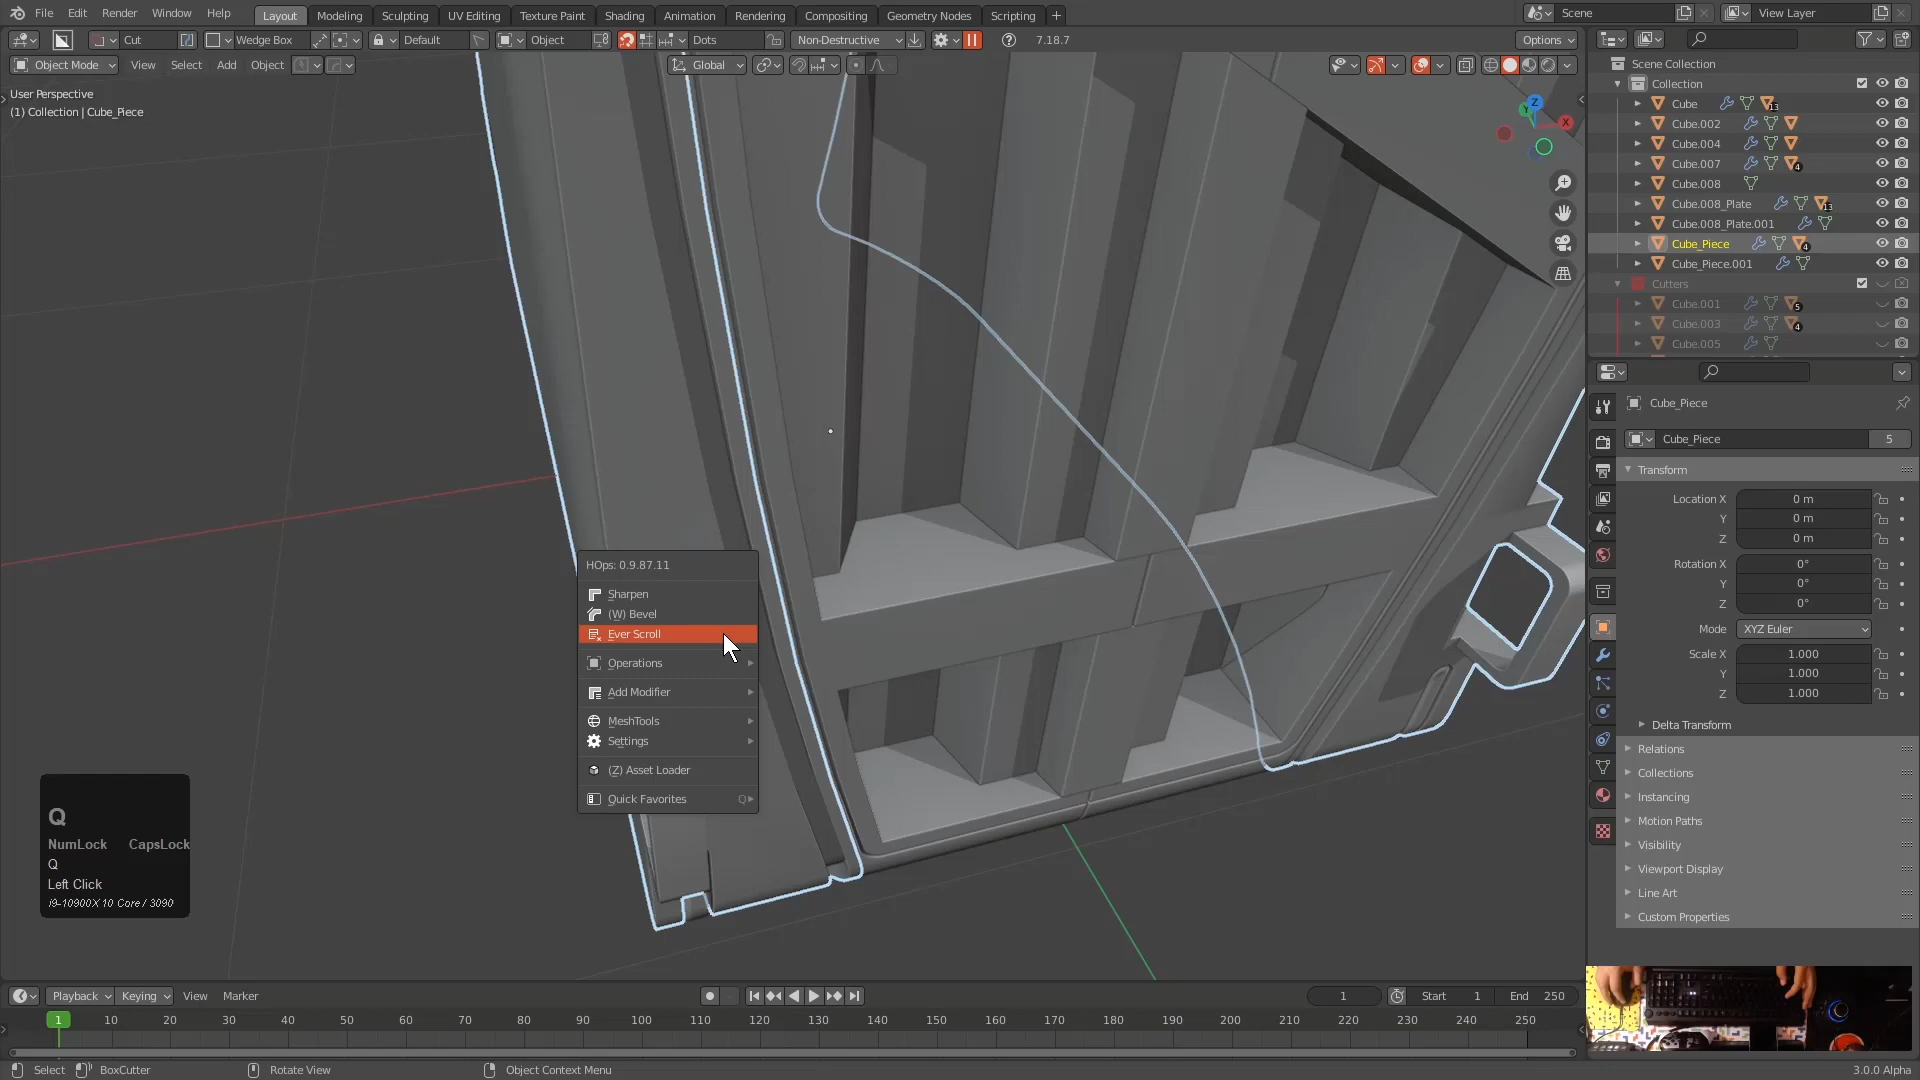 File Edit Render Window Help Layout Modeling Sculpting UV Editing Texture Paint Shading Animation Rendering Compositing Geometry Nodes Scripting + Scene View Layer
Cut Wedge Box Default Object Dots Non-Destructive 7.18.7 Options
Object Mode View Select Add Object Global
User Perspective
(1) Collection | Cube_Piece
Z
Y
X
Scene Collection
Collection
Cube 13
Cube.002
Cube.004
Cube.007 4
Cube.008
Cube.008_Plate 13
Cube.008_Plate.001
Cube_Piece 4
Cube_Piece.001
Cutters
Cube.001 5
Cube.003 4
Cube.005
Cube_Piece
Cube_Piece 5
Transform
Location X 0 m
Y 0 m
Z 0 m
Rotation X 0°
Y 0°
Z 0°
Mode XYZ Euler
Scale X 1.000
Y 1.000
Z 1.000
Delta Transform
Relations
Collections
Instancing
Motion Paths
Visibility
Viewport Display
Line Art
Custom Properties
HOps: 0.9.87.11
Sharpen
(W) Bevel
Ever Scroll
Operations
Add Modifier
MeshTools
Settings
(Z) Asset Loader
Quick Favorites Q
Q
NumLock CapsLock
Q
Left Click
i9-10900X 10 Core / 3090
Playback Keying View Marker 1 Start 1 End 250
1 10 20 30 40 50 60 70 80 90 100 110 120 130 140 150 160 170 180 190 200 210 220 230 240 250
Select BoxCutter Rotate View Object Context Menu 3.0.0 Alpha